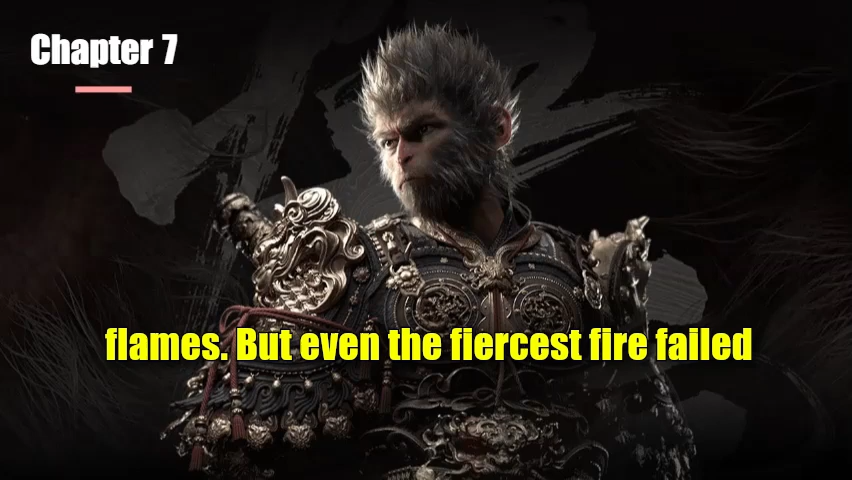 Chapter 7
flames. But even the fiercest fire failed